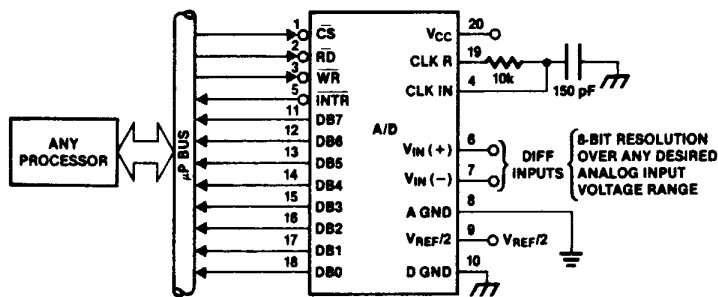 ANY
PROCESSOR
µP BUS
1
CS
2
RD
3
WR
5
INTR
11
DB7
12
DB6
13
DB5
14
DB4
15
DB3
16
DB2
17
DB1
18
DB0
A/D
VCC
20
CLK R
19
10k
CLK IN
4
150 pF
VIN (+)
6
VIN (–)
7
DIFF
INPUTS
8-BIT RESOLUTION
OVER ANY DESIRED
ANALOG INPUT
VOLTAGE RANGE
A GND
8
VREF/2
9
VREF/2
D GND
10